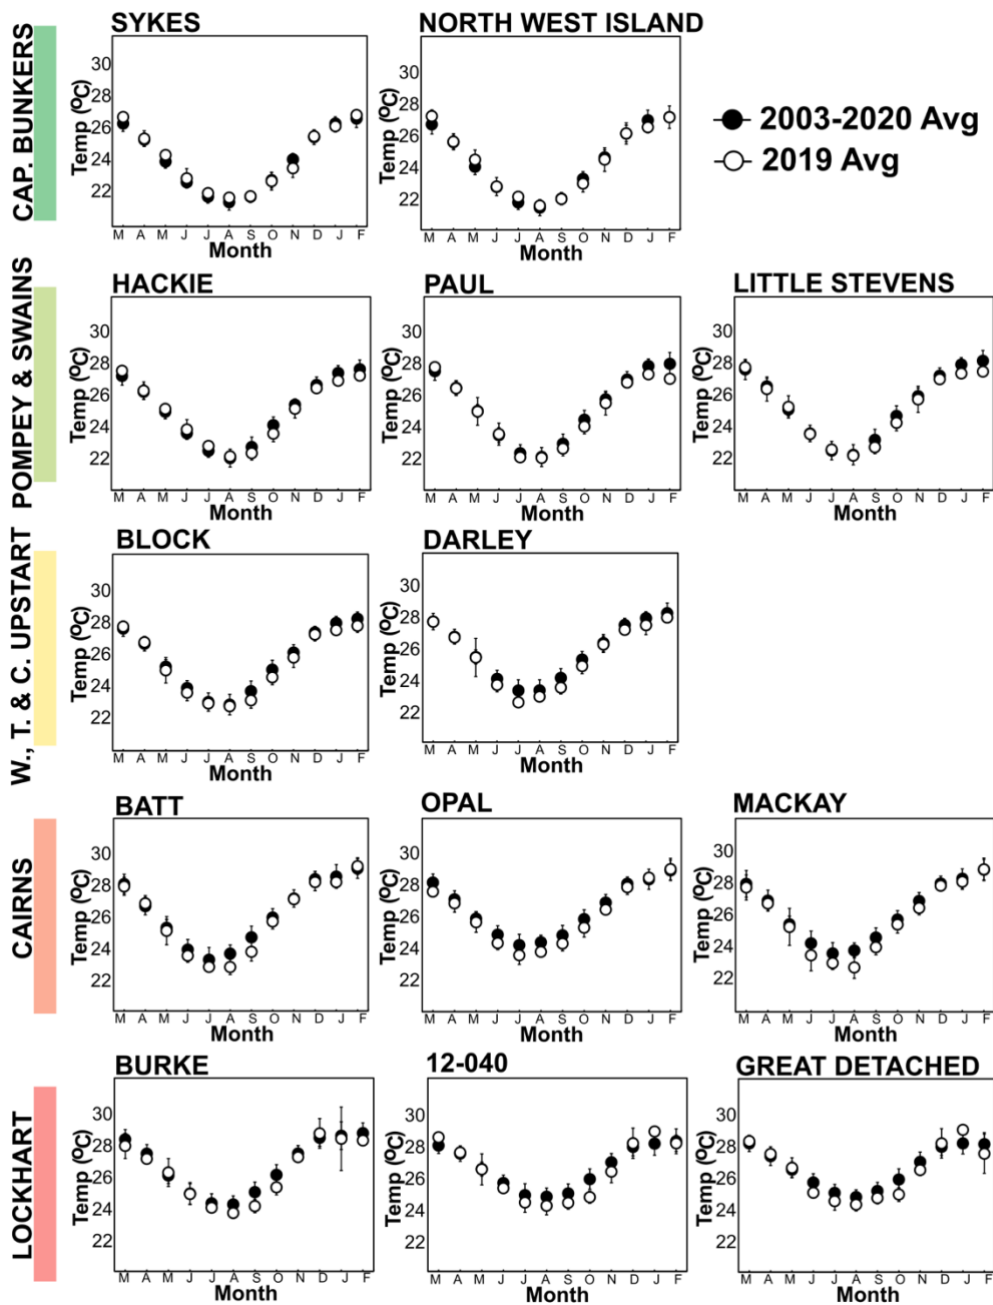 CAP. BUNKERS
SYKES
Temp (ºC)
30
28
26
24
22
M A M J J A S O N D J F
Month
NORTH WEST ISLAND
Temp (ºC)
30
28
26
24
22
M A M J J A S O N D J F
Month
2003-2020 Avg
2019 Avg
POMPEY & SWAINS
HACKIE
Temp (ºC)
30
28
26
24
22
M A M J J A S O N D J F
Month
PAUL
Temp (ºC)
30
28
26
24
22
M A M J J A S O N D J F
Month
LITTLE STEVENS
Temp (ºC)
30
28
26
24
22
M A M J J A S O N D J F
Month
W., T. & C. UPSTART
BLOCK
Temp (ºC)
30
28
26
24
22
M A M J J A S O N D J F
Month
DARLEY
Temp (ºC)
30
28
26
24
22
M A M J J A S O N D J F
Month
CAIRNS
BATT
Temp (ºC)
30
28
26
24
22
M A M J J A S O N D J F
Month
OPAL
Temp (ºC)
30
28
26
24
22
M A M J J A S O N D J F
Month
MACKAY
Temp (ºC)
30
28
26
24
22
M A M J J A S O N D J F
Month
LOCKHART
BURKE
Temp (ºC)
30
28
26
24
22
M A M J J A S O N D J F
Month
12-040
Temp (ºC)
30
28
26
24
22
M A M J J A S O N D J F
Month
GREAT DETACHED
Temp (ºC)
30
28
26
24
22
M A M J J A S O N D J F
Month